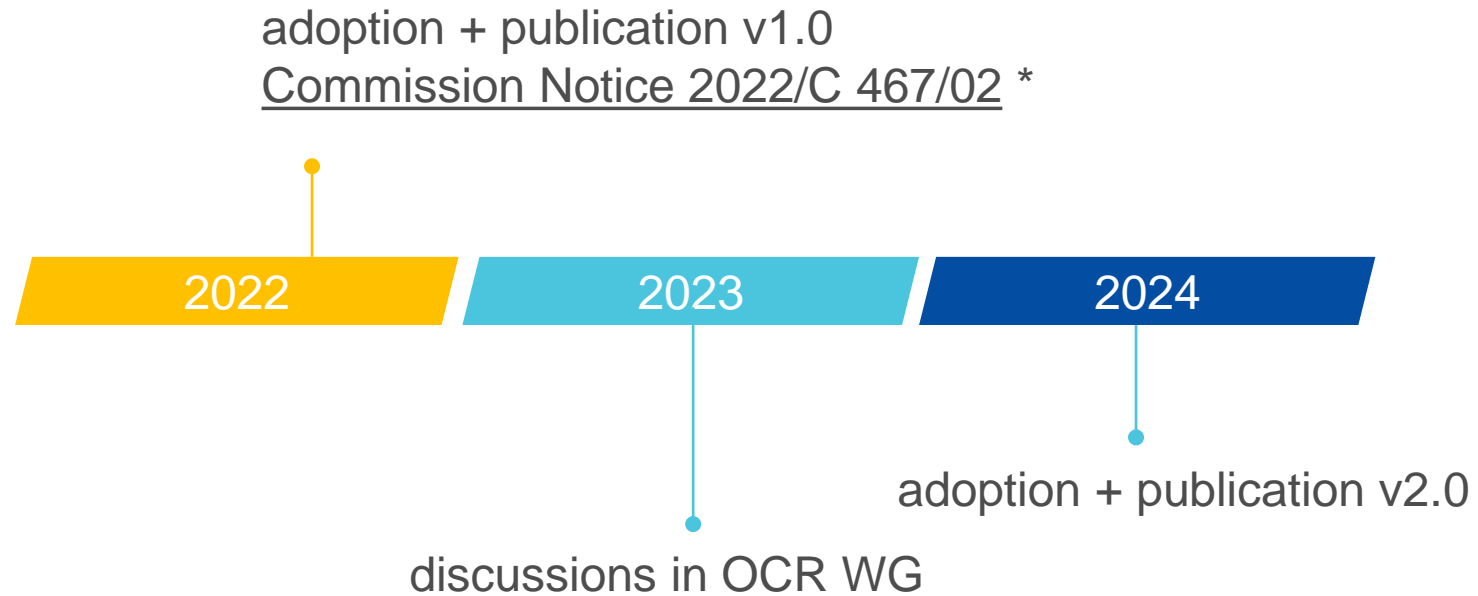 adoption + publication v1.0
Commission Notice 2022/C 467/02 *
2022
2023
2024
adoption + publication v2.0
discussions in OCR WG